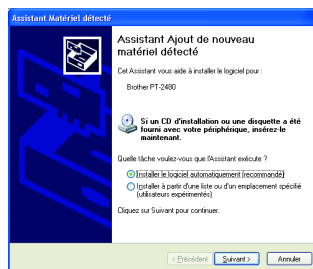 Assistant Matériel détecté
Assistant Ajout de nouveau
matériel détecté
Cet Assistant vous aide à installer le logiciel pour :
Brother PT-2480
Si un CD d'installation ou une disquette a été
fourni avec votre périphérique, insérez-le
maintenant.
Quelle tâche voulez-vous que l'Assistant exécute ?
Installer le logiciel automatiquement (recommandé)
Installer à partir d'une liste ou d'un emplacement spécifié
(utilisateurs expérimentés)
Cliquez sur Suivant pour continuer.
< Précédent Suivant > Annuler